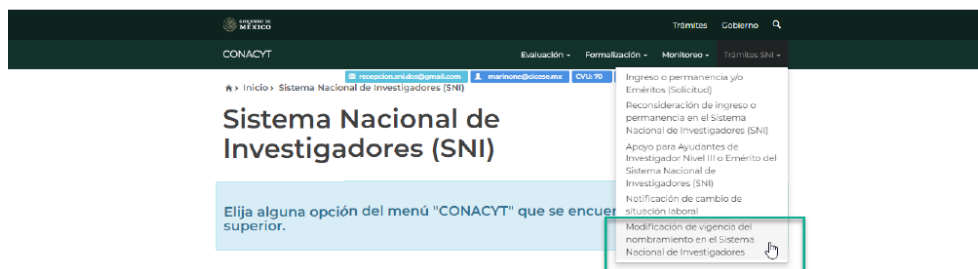 GOBIERNO DE
MÉXICO
Trámites Gobierno
CONACYT
Evaluación Formalización Monitoreo Trámites SNI
recepcion.sni.dos@gmail.com marinone@cicese.mx CVU: 70
Inicio › Sistema Nacional de Investigadores (SNI)
Sistema Nacional de
Investigadores (SNI)
Elija alguna opción del menú "CONACYT" que se encuen
superior.
Ingreso o permanencia y/o
Eméritos (Solicitud)
Reconsideración de ingreso o
permanencia en el Sistema
Nacional de Investigadores (SNI)
Apoyo para Ayudantes de
Investigador Nivel III o Emérito del
Sistema Nacional de
Investigadores (SNI)
Notificación de cambio de
situación laboral
Modificación de vigencia del
nombramiento en el Sistema
Nacional de Investigadores